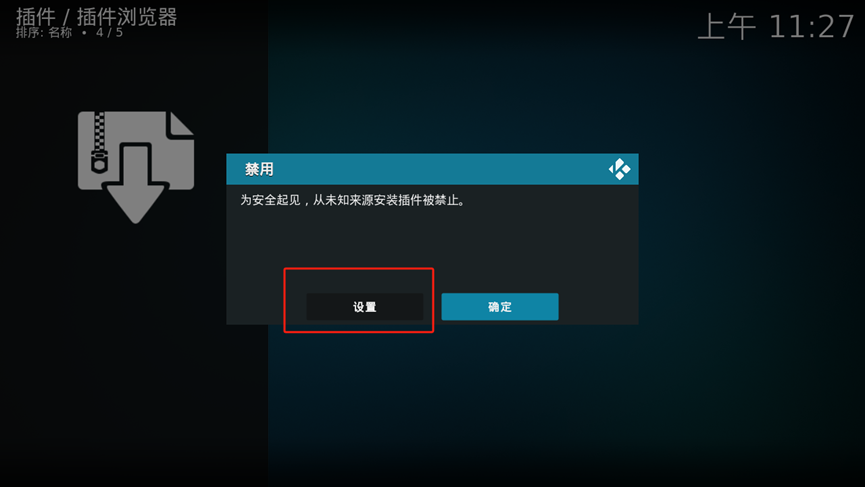 插件 / 插件浏览器
排序: 名称 • 4 / 5
上午 11:27
禁用
为安全起见，从未知来源安装插件被禁止。
设置
确定